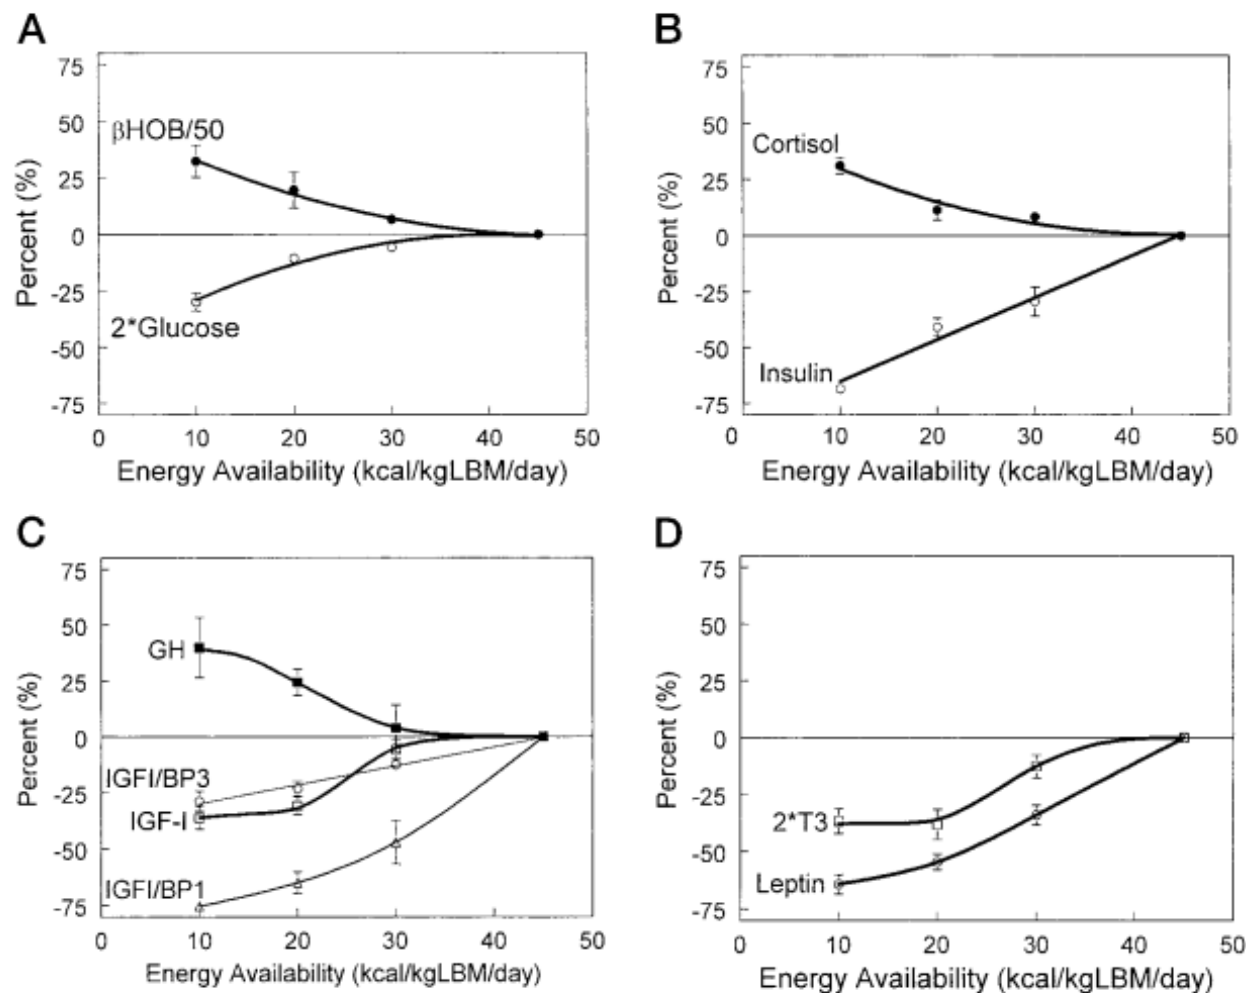 A
75
50
25
0
-25
-50
-75
Percent (%)
βHOB/50
2*Glucose
0 10 20 30 40 50
Energy Availability (kcal/kgLBM/day)
B
75
50
25
0
-25
-50
-75
Percent (%)
Cortisol
Insulin
0 10 20 30 40 50
Energy Availability (kcal/kgLBM/day)
C
75
50
25
0
-25
-50
-75
Percent (%)
GH
IGFI/BP3
IGF-I
IGFI/BP1
0 10 20 30 40 50
Energy Availability (kcal/kgLBM/day)
D
75
50
25
0
-25
-50
-75
Percent (%)
2*T3
Leptin
0 10 20 30 40 50
Energy Availability (kcal/kgLBM/day)